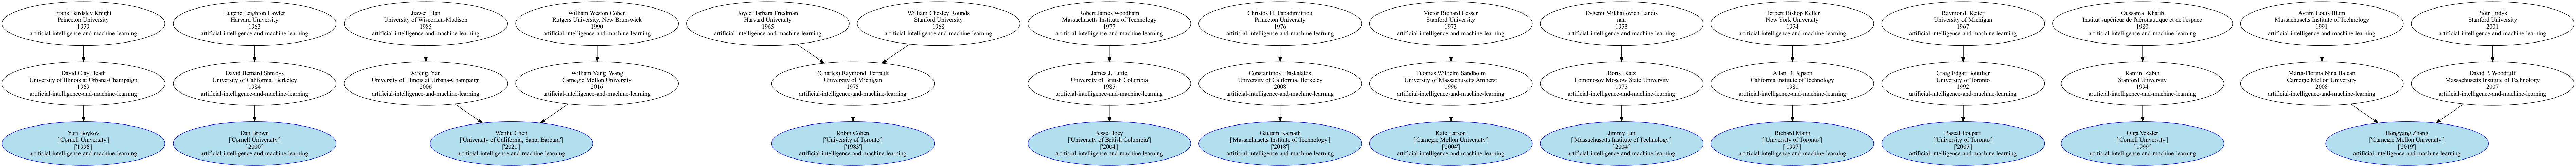 Frank Bardsley Knight
Princeton University
1959
artificial-intelligence-and-machine-learning
Eugene Leighton Lawler
Harvard University
1963
artificial-intelligence-and-machine-learning
Jiawei Han
University of Wisconsin-Madison
1985
artificial-intelligence-and-machine-learning
William Weston Cohen
Rutgers University, New Brunswick
1990
artificial-intelligence-and-machine-learning
Joyce Barbara Friedman
Harvard University
1965
artificial-intelligence-and-machine-learning
William Chesley Rounds
Stanford University
1968
artificial-intelligence-and-machine-learning
Robert James Woodham
Massachusetts Institute of Technology
1977
artificial-intelligence-and-machine-learning
Christos H. Papadimitriou
Princeton University
1976
artificial-intelligence-and-machine-learning
Victor Richard Lesser
Stanford University
1973
artificial-intelligence-and-machine-learning
Evgenii Mikhailovich Landis
nan
1953
artificial-intelligence-and-machine-learning
Herbert Bishop Keller
New York University
1954
artificial-intelligence-and-machine-learning
Raymond Reiter
University of Michigan
1967
artificial-intelligence-and-machine-learning
Oussama Khatib
Institut supérieure de l'aéronautique et de l'espace
1980
artificial-intelligence-and-machine-learning
Avrim Louis Blum
Massachusetts Institute of Technology
1991
artificial-intelligence-and-machine-learning
Piotr Indyk
Stanford University
2001
artificial-intelligence-and-machine-learning
David Clay Heath
University of Illinois at Urbana-Champaign
1969
artificial-intelligence-and-machine-learning
David Bernard Shmoys
University of California, Berkeley
1984
artificial-intelligence-and-machine-learning
Xifeng Yan
University of Illinois at Urbana-Champaign
2006
artificial-intelligence-and-machine-learning
William Yang Wang
Carnegie Mellon University
2016
artificial-intelligence-and-machine-learning
(Charles) Raymond Perrault
University of Michigan
1975
artificial-intelligence-and-machine-learning
James J. Little
University of British Columbia
1985
artificial-intelligence-and-machine-learning
Constantinos Daskalakis
University of California, Berkeley
2008
artificial-intelligence-and-machine-learning
Tuomas Wilhelm Sandholm
University of Massachusetts Amherst
1996
artificial-intelligence-and-machine-learning
Boris Katz
Lomonosov Moscow State University
1975
artificial-intelligence-and-machine-learning
Allan D. Jepson
California Institute of Technology
1981
artificial-intelligence-and-machine-learning
Craig Edgar Boutilier
University of Toronto
1992
artificial-intelligence-and-machine-learning
Ramin Zabih
Stanford University
1994
artificial-intelligence-and-machine-learning
Maria-Florina Nina Balcan
Carnegie Mellon University
2008
artificial-intelligence-and-machine-learning
David P. Woodruff
Massachusetts Institute of Technology
2007
artificial-intelligence-and-machine-learning
Yuri Boykov
['Cornell University']
['1996']
artificial-intelligence-and-machine-learning
Dan Brown
['Cornell University']
['2000']
artificial-intelligence-and-machine-learning
Wenhu Chen
['University of California, Santa Barbara']
['2021']
artificial-intelligence-and-machine-learning
Robin Cohen
['University of Toronto']
['1983']
artificial-intelligence-and-machine-learning
Jesse Hoey
['University of British Columbia']
['2004']
artificial-intelligence-and-machine-learning
Gautam Kamath
['Massachusetts Institute of Technology']
['2018']
artificial-intelligence-and-machine-learning
Kate Larson
['Carnegie Mellon University']
['2004']
artificial-intelligence-and-machine-learning
Jimmy Lin
['Massachusetts Institute of Technology']
['2004']
artificial-intelligence-and-machine-learning
Richard Mann
['University of Toronto']
['1997']
artificial-intelligence-and-machine-learning
Pascal Poupart
['University of Toronto']
['2005']
artificial-intelligence-and-machine-learning
Olga Veksler
['Cornell University']
['1999']
artificial-intelligence-and-machine-learning
Hongyang Zhang
['Carnegie Mellon University']
['2019']
artificial-intelligence-and-machine-learning